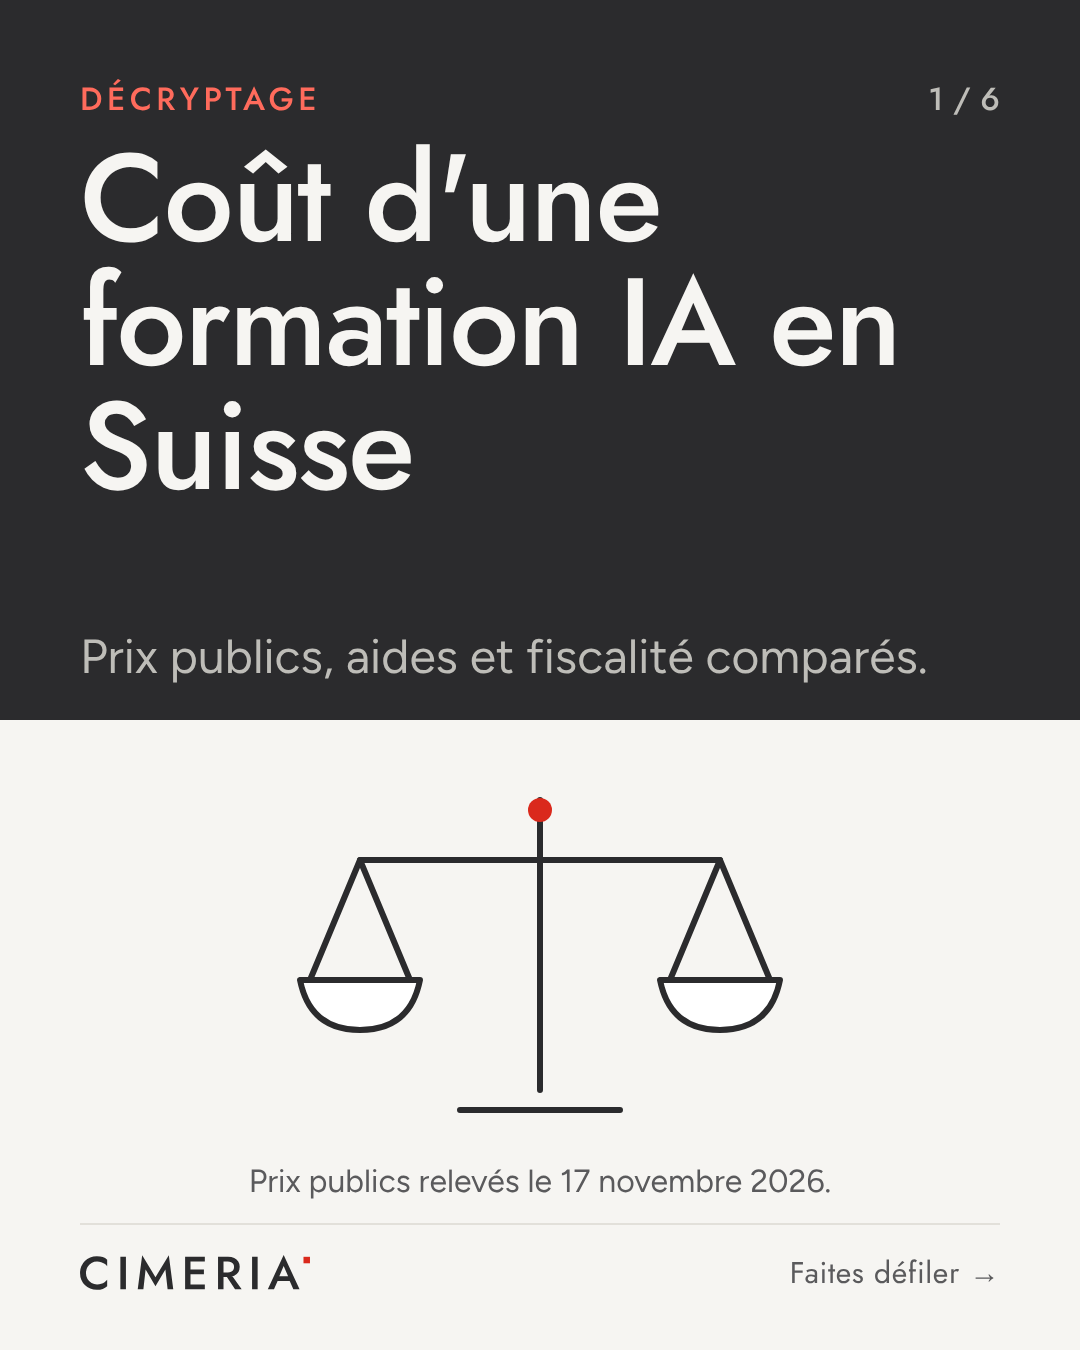 DÉCRYPTAGE
1 / 6
Coût d'une
formation IA en
Suisse
Prix publics, aides et fiscalité comparés.
Prix publics relevés le 17 novembre 2026.
CIMERIA
Faites défiler →